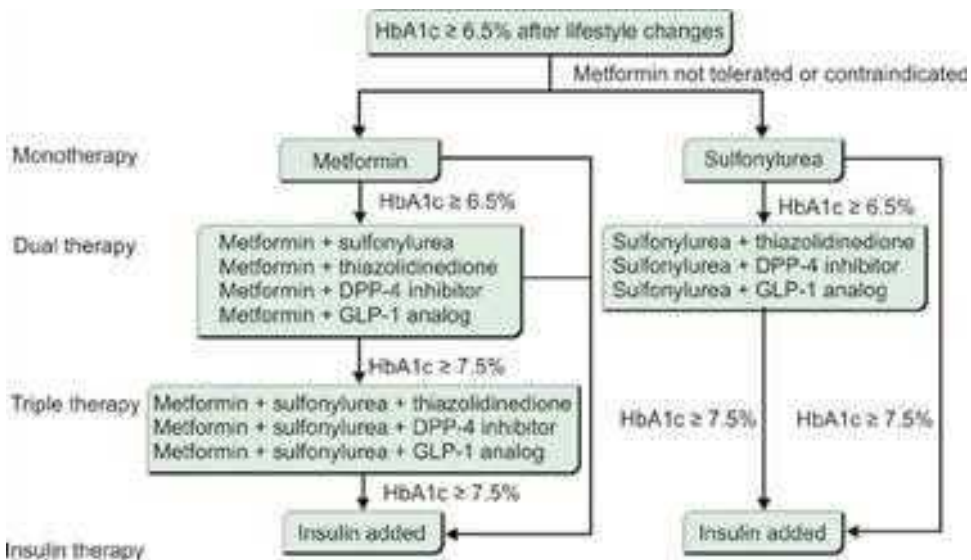 HbA1c ≥ 6.5% after lifestyle changes
Metformin not tolerated or contraindicated
Monotherapy
Metformin
Sulfonylurea
HbA1c ≥ 6.5%
HbA1c ≥ 6.5%
Dual therapy
Metformin + sulfonylurea
Metformin + thiazolidinedione
Metformin + DPP-4 inhibitor
Metformin + GLP-1 analog
Sulfonylurea + thiazolidinedione
Sulfonylurea + DPP-4 inhibitor
Sulfonylurea + GLP-1 analog
HbA1c ≥ 7.5%
Triple therapy
Metformin + sulfonylurea + thiazolidinedione
Metformin + sulfonylurea + DPP-4 inhibitor
Metformin + sulfonylurea + GLP-1 analog
HbA1c ≥ 7.5%
HbA1c ≥ 7.5%
HbA1c ≥ 7.5%
Insulin added
Insulin added
Insulin therapy